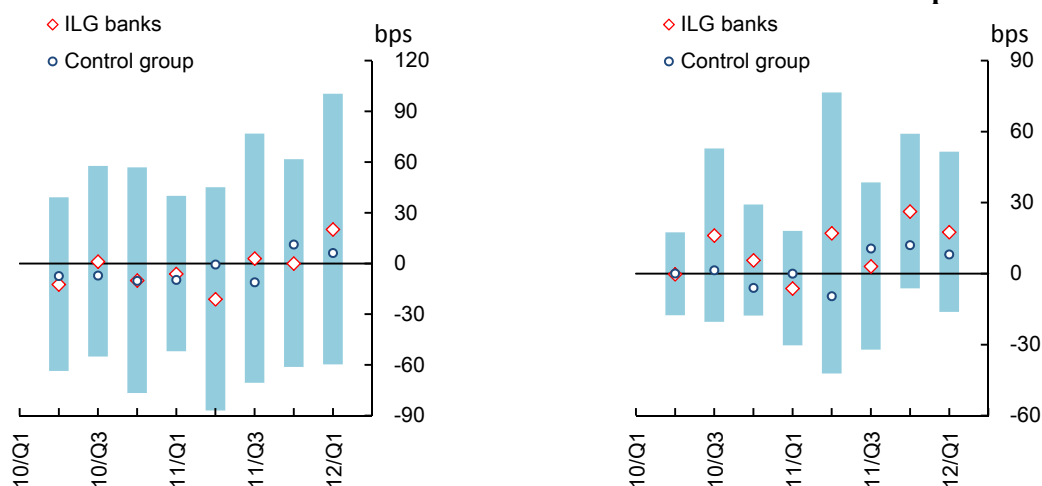 ILG banks
Control group
bps
120
90
60
30
0
-30
-60
-90
10/Q1
10/Q3
11/Q1
11/Q3
12/Q1
ILG banks
Control group
bps
90
60
30
0
-30
-60
10/Q1
10/Q3
11/Q1
11/Q3
12/Q1